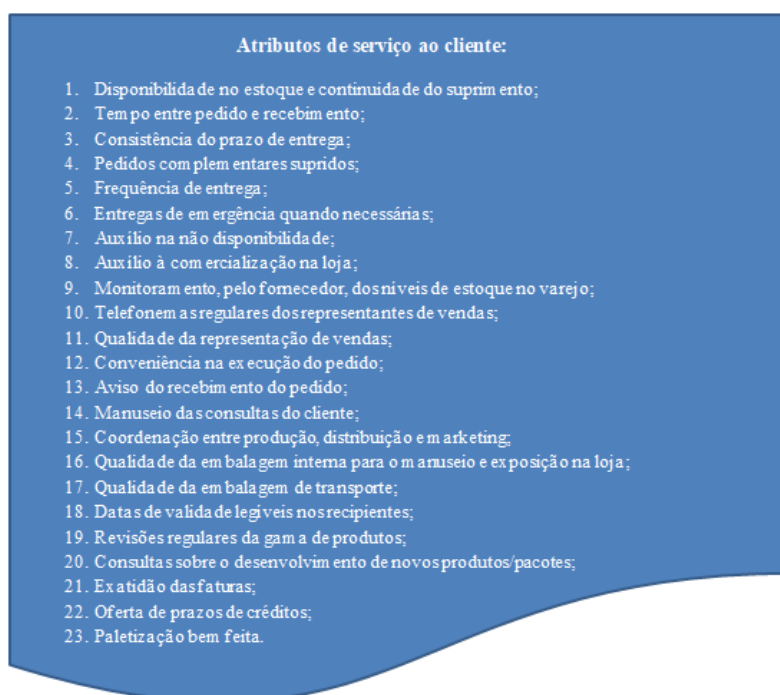 Atributos de serviço ao cliente:
1. Disponibilidade no estoque e continuidade do suprimento;
2. Tempo entre pedido e recebimento;
3. Consistência do prazo de entrega;
4. Pedidos complementares supridos;
5. Frequência de entrega;
6. Entregas de emergência quando necessárias;
7. Auxílio na não disponibilidade;
8. Auxílio à comercialização na loja;
9. Monitoramento, pelo fornecedor, dos níveis de estoque no varejo;
10. Telefonemas regulares dos representantes de vendas;
11. Qualidade da representação de vendas;
12. Conveniência na execução do pedido;
13. Aviso do recebimento do pedido;
14. Manuseio das consultas do cliente;
15. Coordenação entre produção, distribuição e marketing;
16. Qualidade da embalagem interna para o manuseio e exposição na loja;
17. Qualidade da embalagem de transporte;
18. Datas de validade legíveis nos recipientes;
19. Revisões regulares da gama de produtos;
20. Consultas sobre o desenvolvimento de novos produtos/pacotes;
21. Exatidão das faturas;
22. Oferta de prazos de créditos;
23. Paletização bem feita.